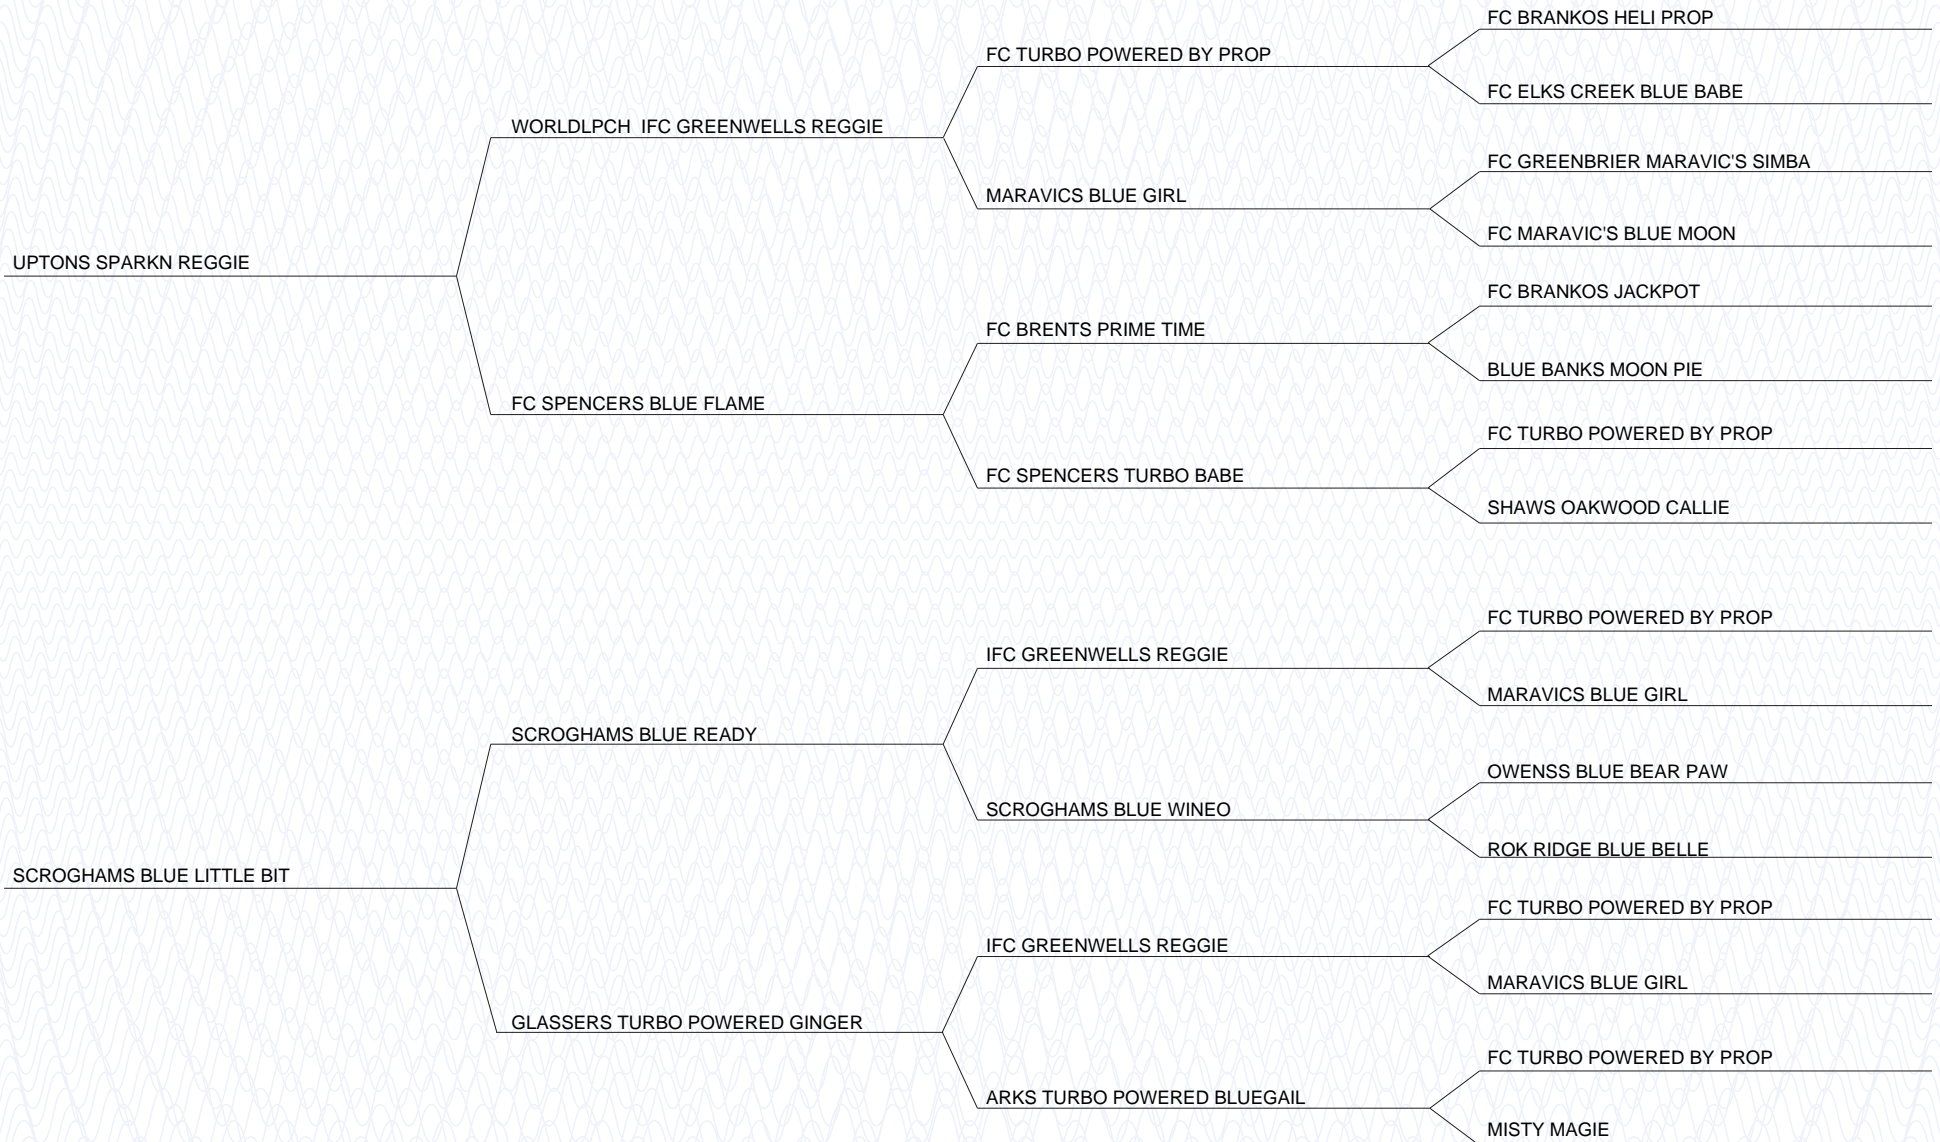 FC BRANKOS HELI PROP
FC TURBO POWERED BY PROP
FC ELKS CREEK BLUE BABE
WORLDLPCH  IFC GREENWELLS REGGIE
FC GREENBRIER MARAVIC'S SIMBA
MARAVICS BLUE GIRL
FC MARAVIC'S BLUE MOON
UPTONS SPARKN REGGIE
FC BRANKOS JACKPOT
FC BRENTS PRIME TIME
BLUE BANKS MOON PIE
FC SPENCERS BLUE FLAME
FC TURBO POWERED BY PROP
FC SPENCERS TURBO BABE
SHAWS OAKWOOD CALLIE
FC TURBO POWERED BY PROP
IFC GREENWELLS REGGIE
MARAVICS BLUE GIRL
SCROGHAMS BLUE READY
OWENSS BLUE BEAR PAW
SCROGHAMS BLUE WINEO
ROK RIDGE BLUE BELLE
SCROGHAMS BLUE LITTLE BIT
FC TURBO POWERED BY PROP
IFC GREENWELLS REGGIE
MARAVICS BLUE GIRL
GLASSERS TURBO POWERED GINGER
FC TURBO POWERED BY PROP
ARKS TURBO POWERED BLUEGAIL
MISTY MAGIE